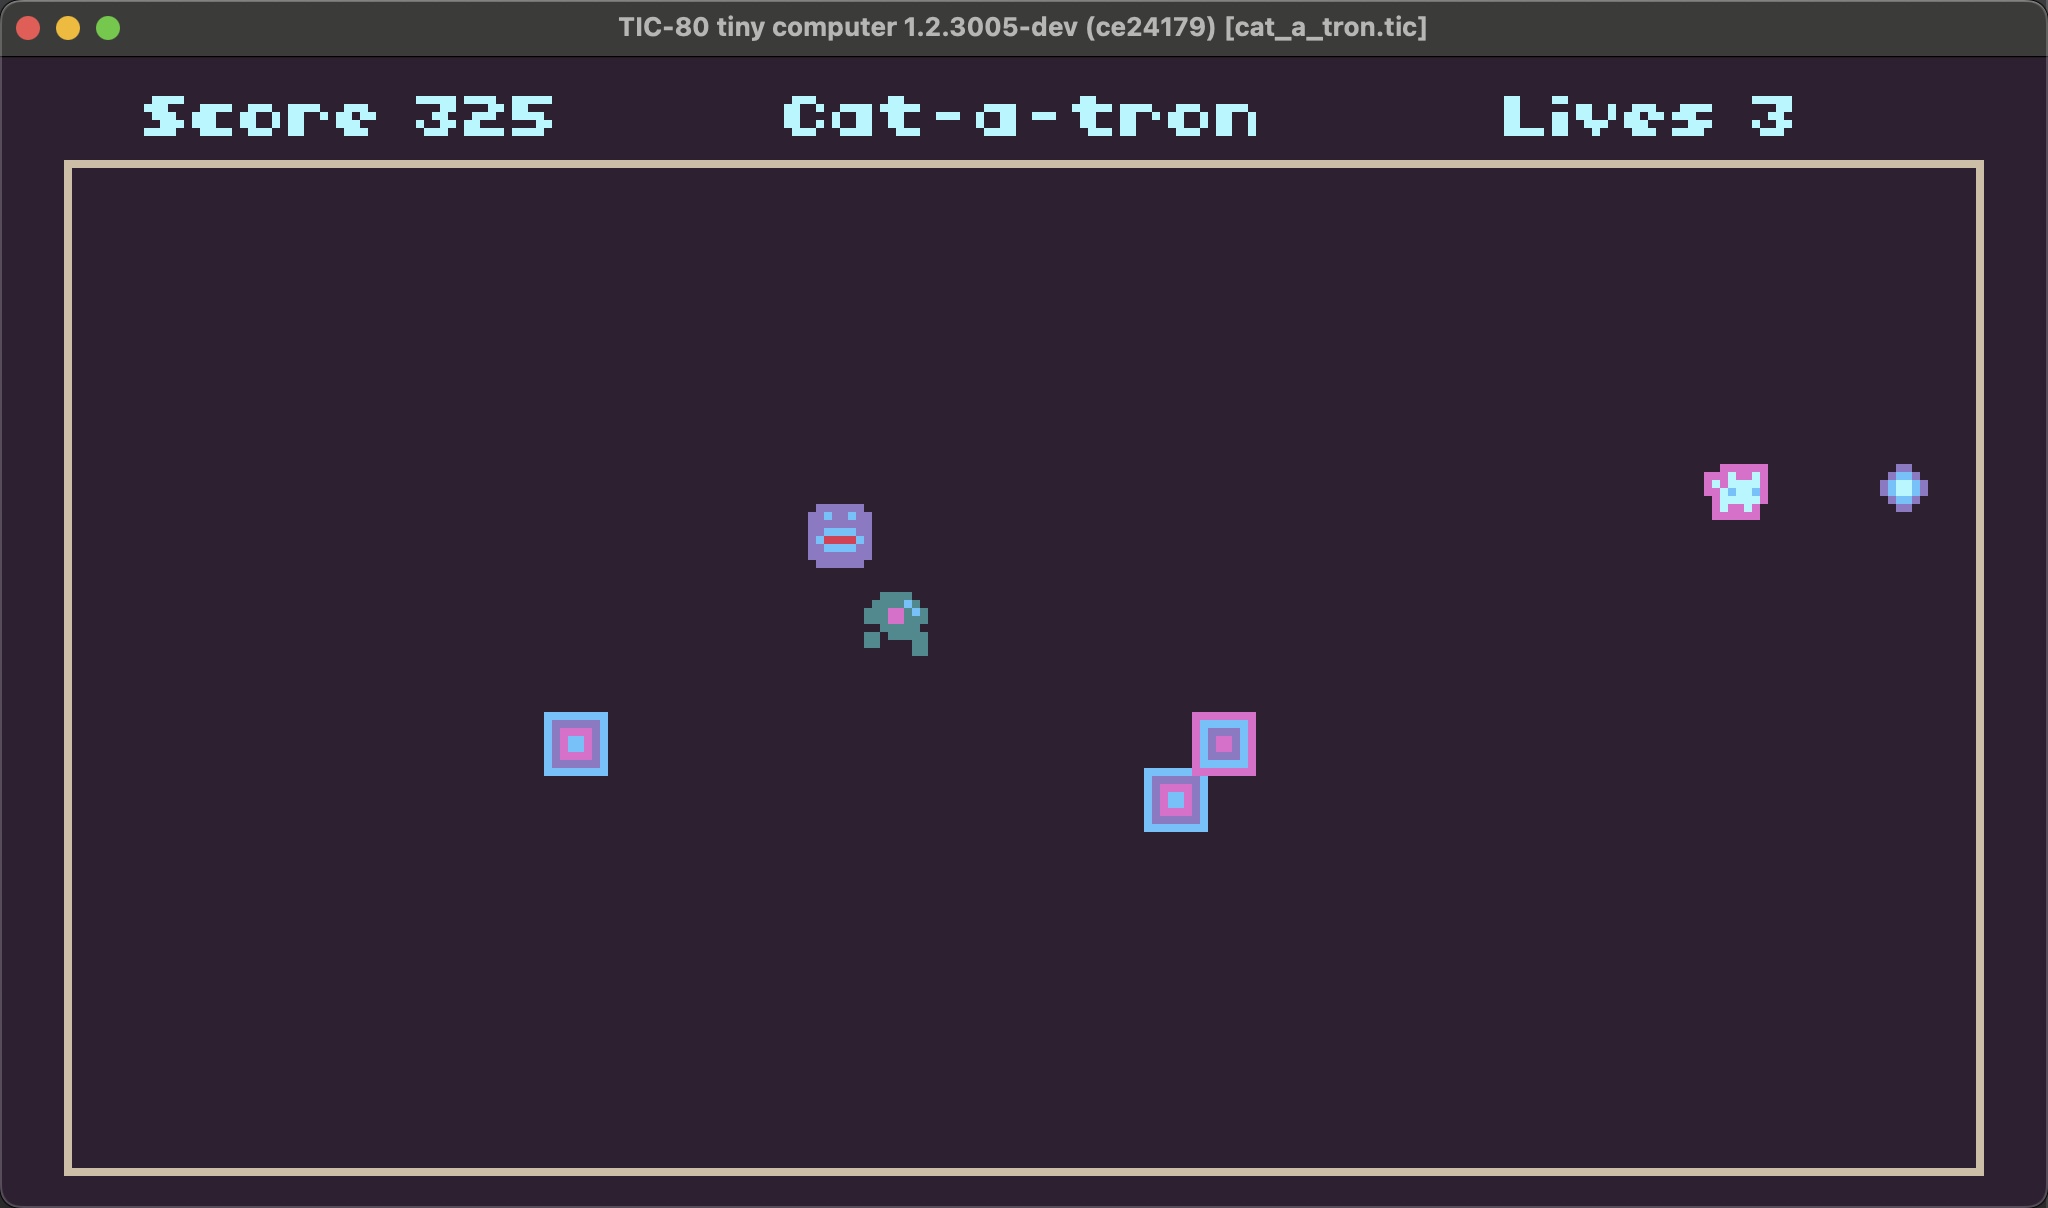 TIC-80 tiny computer 1.2.3005-dev (ce24179) [cat_a_tron.tic]
Score 325 Cat-a-tron Lives 3